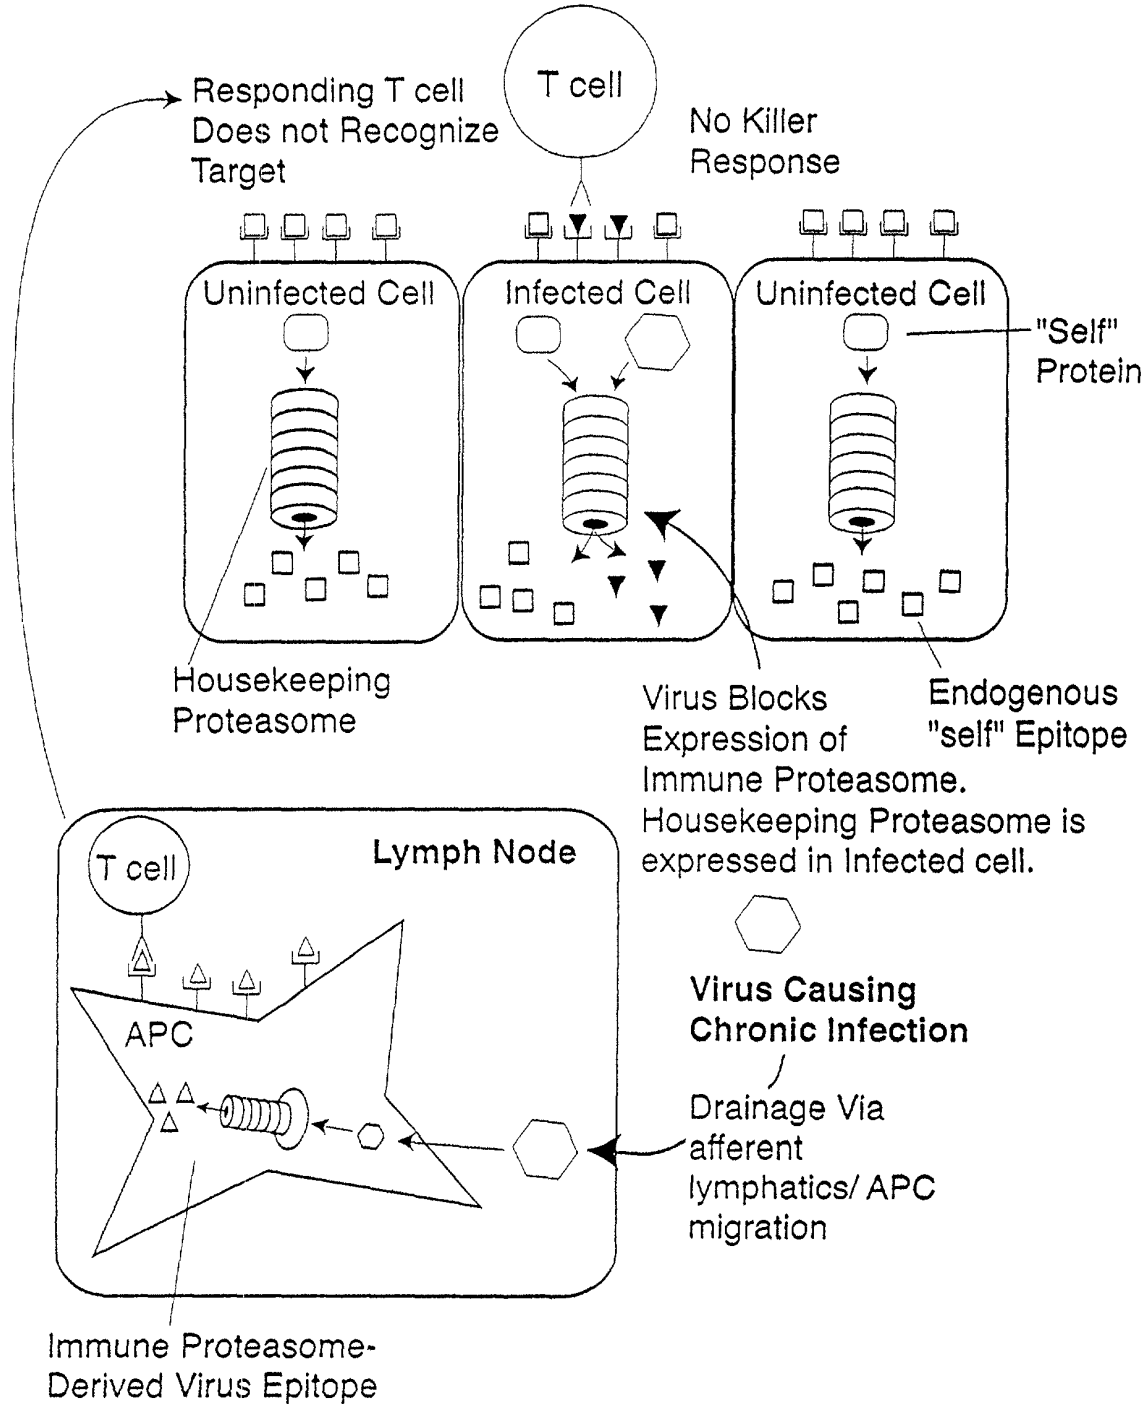 T cell
Responding T cell
Does not Recognize
Target
No Killer
Response
Uninfected Cell
Infected Cell
Uninfected Cell
"Self"
Protein
Housekeeping
Proteasome
Virus Blocks
Expression of
Immune Proteasome.
Housekeeping Proteasome is
expressed in Infected cell.
Endogenous
"self" Epitope
T cell
Lymph Node
APC
Virus Causing
Chronic Infection
Drainage Via
afferent
lymphatics/ APC
migration
Immune Proteasome-
Derived Virus Epitope